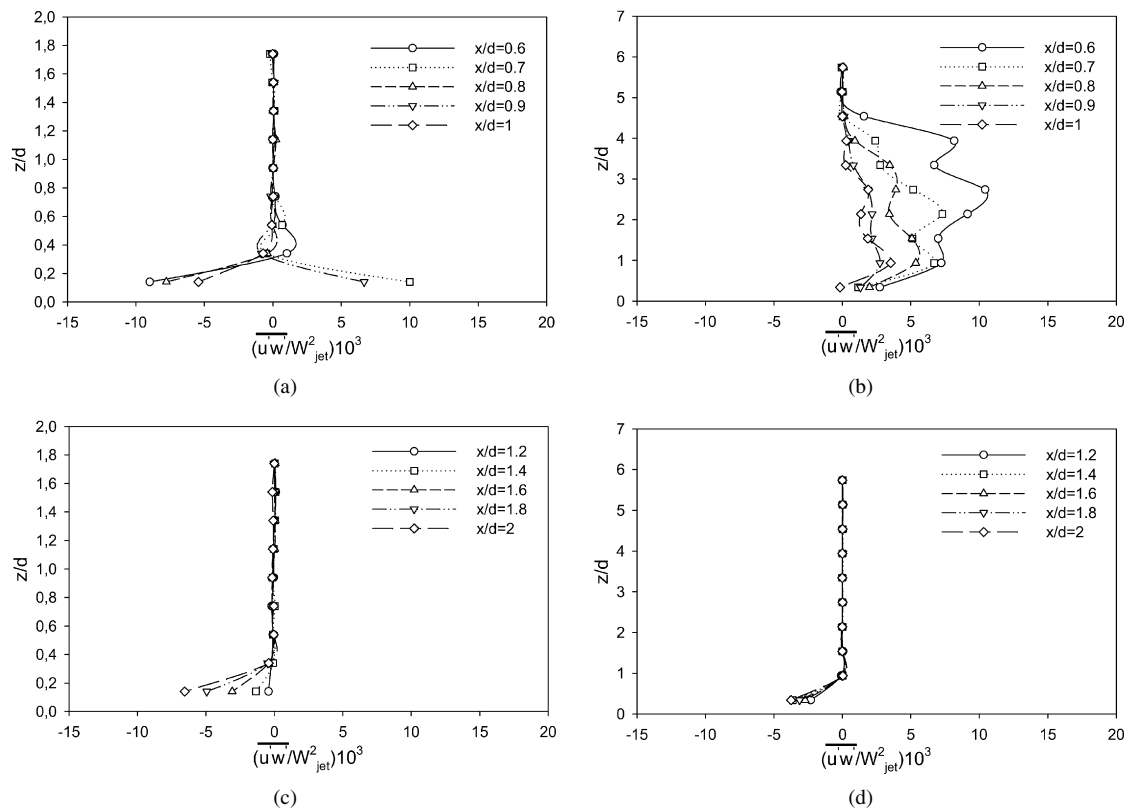 2,0
1,8
1,6
1,4
1,2
1,0
0,8
0,6
0,4
0,2
0,0
z/d
x/d=0.6
x/d=0.7
x/d=0.8
x/d=0.9
x/d=1
-15 -10 -5 0 5 10 15 20
(u'w'/W²jet)10³
(a)
7
6
5
4
3
2
1
0
z/d
x/d=0.6
x/d=0.7
x/d=0.8
x/d=0.9
x/d=1
-15 -10 -5 0 5 10 15 20
(u'w'/W²jet)10³
(b)
2,0
1,8
1,6
1,4
1,2
1,0
0,8
0,6
0,4
0,2
0,0
z/d
x/d=1.2
x/d=1.4
x/d=1.6
x/d=1.8
x/d=2
-15 -10 -5 0 5 10 15 20
(u'w'/W²jet)10³
(c)
7
6
5
4
3
2
1
0
z/d
x/d=1.2
x/d=1.4
x/d=1.6
x/d=1.8
x/d=2
-15 -10 -5 0 5 10 15 20
(u'w'/W²jet)10³
(d)